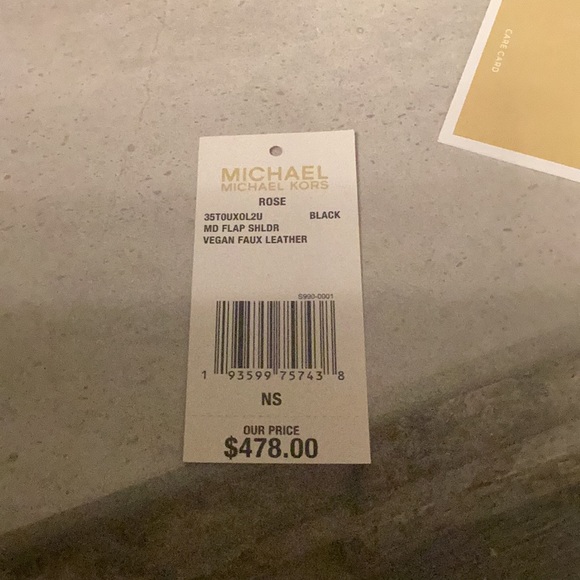 CARE CARD
MICHAEL
MICHAEL KORS
ROSE
35T0UXOL2U BLACK
MD FLAP SHLDR
VEGAN FAUX LEATHER
S990-0001
1 93599 75743 8
NS
OUR PRICE
$478.00